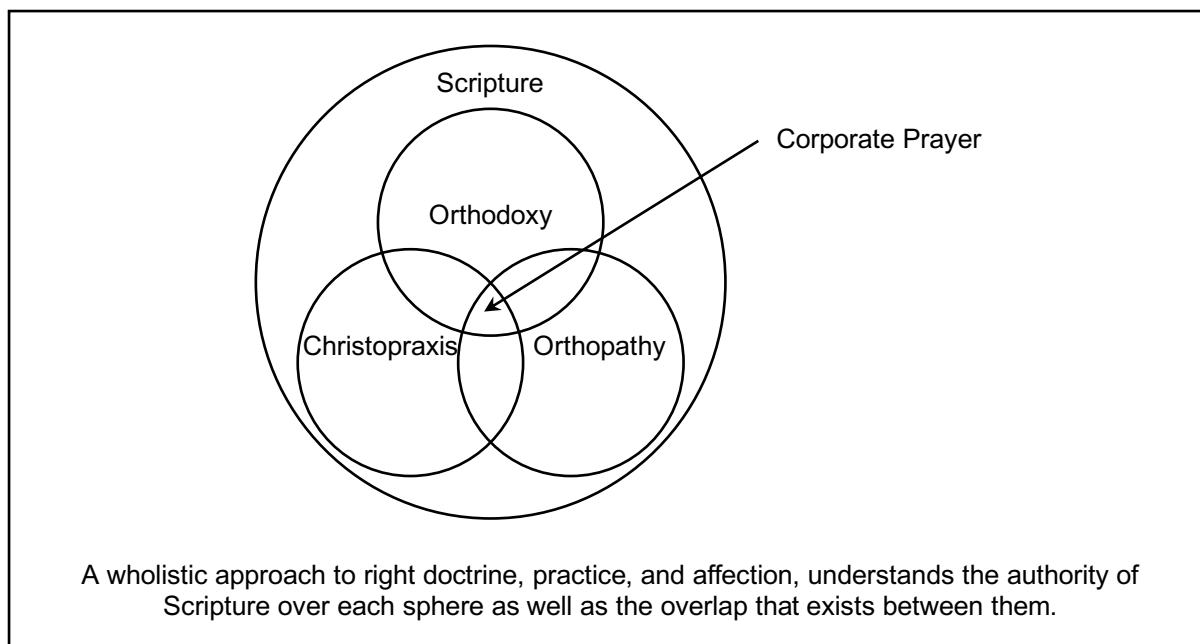 Scripture
Corporate Prayer
Orthodoxy
Christopraxis
Orthopathy
A wholistic approach to right doctrine, practice, and affection, understands the authority of
Scripture over each sphere as well as the overlap that exists between them.